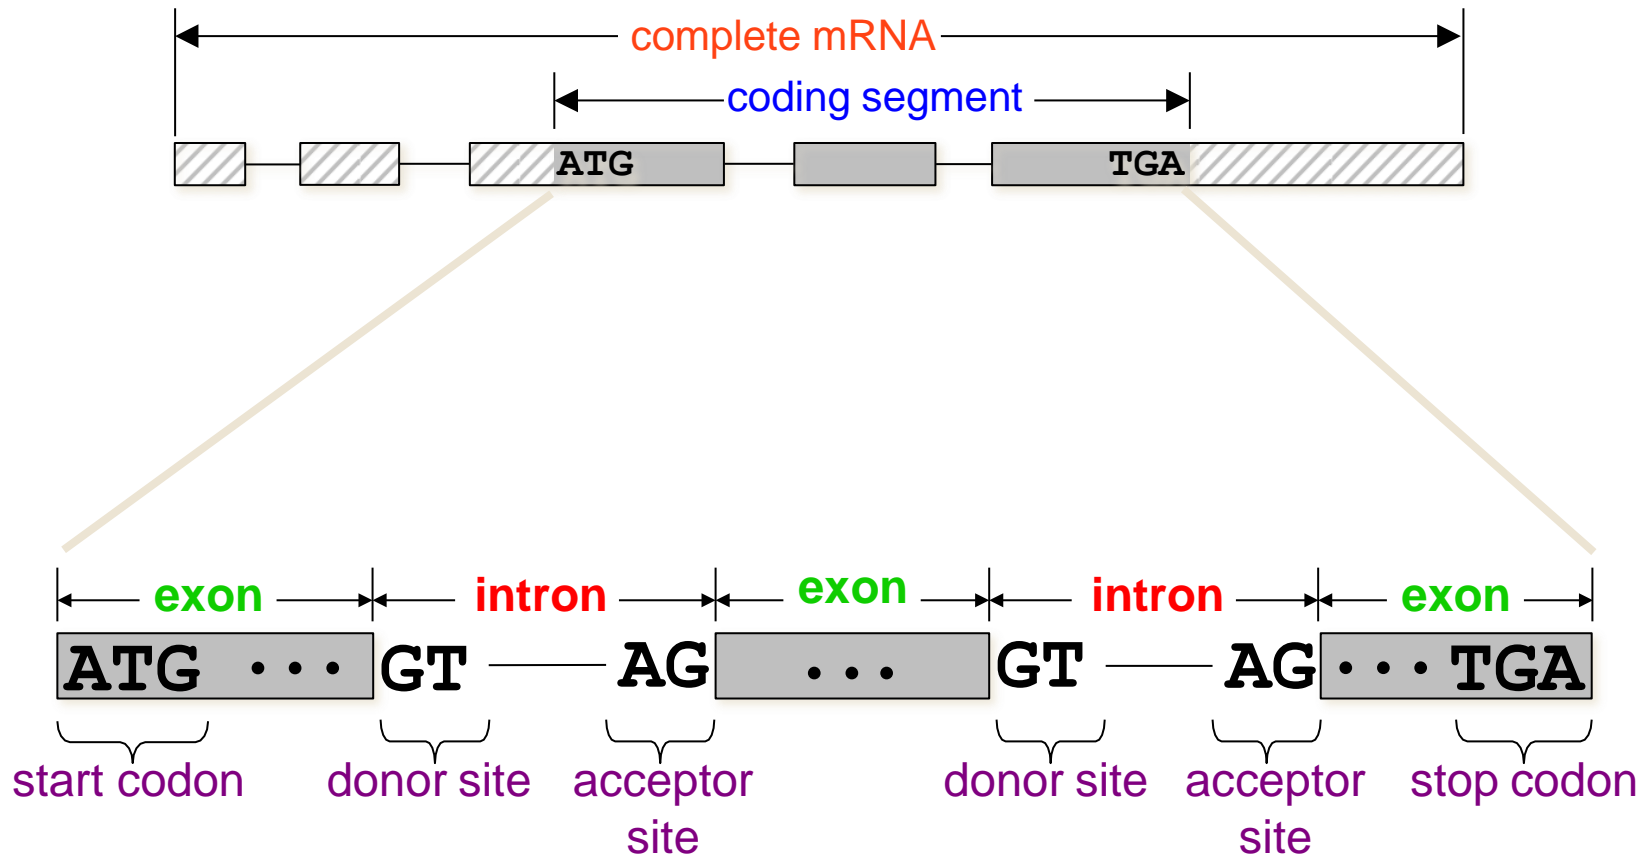 complete mRNA
coding segment
ATG TGA
exon intron exon intron exon
ATG ... GT AG ... GT AG ... TGA
start codon donor site acceptor site donor site acceptor site stop codon